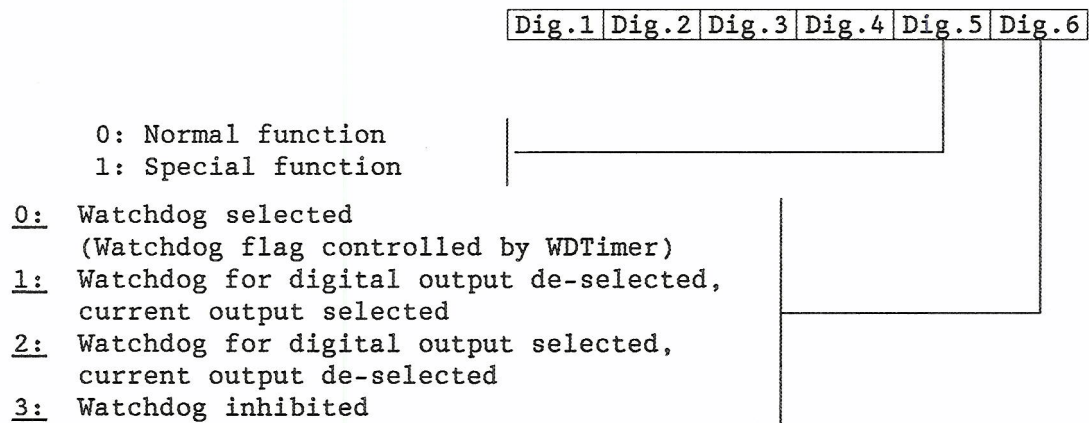 Dig.1 Dig.2 Dig.3 Dig.4 Dig.5 Dig.6
0: Normal function
1: Special function
0: Watchdog selected
(Watchdog flag controlled by WDTimer)
1: Watchdog for digital output de-selected,
current output selected
2: Watchdog for digital output selected,
current output de-selected
3: Watchdog inhibited